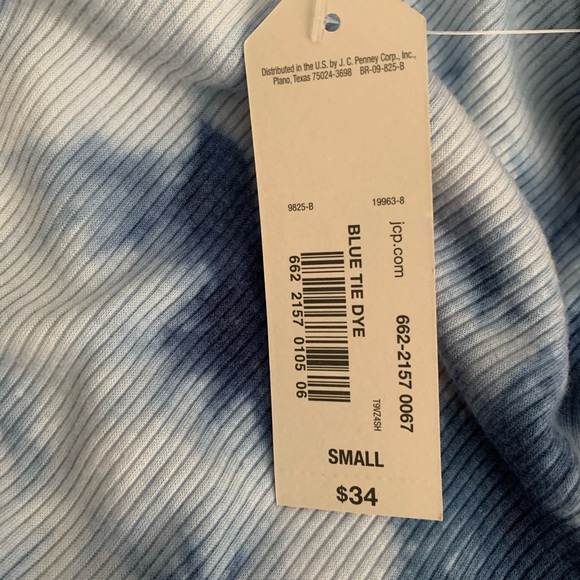 Distributed in the U.S. by J. C. Penney Corp., Inc.,
Plano, Texas 75024-3698 BR-09-825-B
9825-B
19963-8
jcp.com
662-2157 0067
BLUE TIE DYE
662 2157 0105 06
T9VZ4SH
SMALL
$34